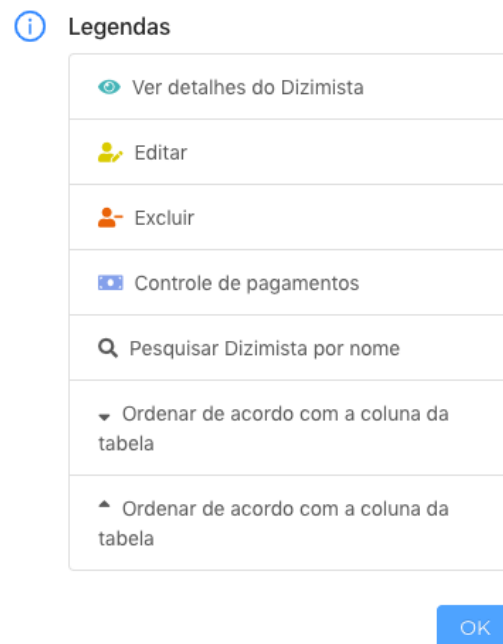 Legendas
Ver detalhes do Dizimista
Editar
Excluir
Controle de pagamentos
Pesquisar Dizimista por nome
Ordenar de acordo com a coluna da
tabela
Ordenar de acordo com a coluna da
tabela
OK